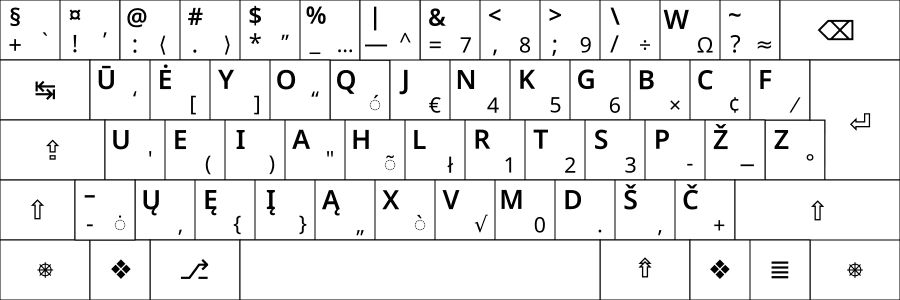 § + ` ¤ ! ′ @ : ⟨ # . ⟩ $ * ″ % _ … | — ^ & = 7 < , 8 > ; 9 \ / ÷ W Ω ~ ? ≈ ⌫
↹ Ū ‘ Ė [ Y ] O “ Q ◌́ J € N 4 K 5 G 6 B × C ¢ F ⁄ ⏎
⇪ U ' E ( I ) A " H ◌̃ L ł R 1 T 2 S 3 P - Ž – Z °
⇧ – - ◌̇ Ų ‚ Ę { Į } Ą „ X ◌̀ V √ M 0 D . Š , Č + ⇧
⎈ ❖ ⎇ ⇮ ❖ ≣ ⎈